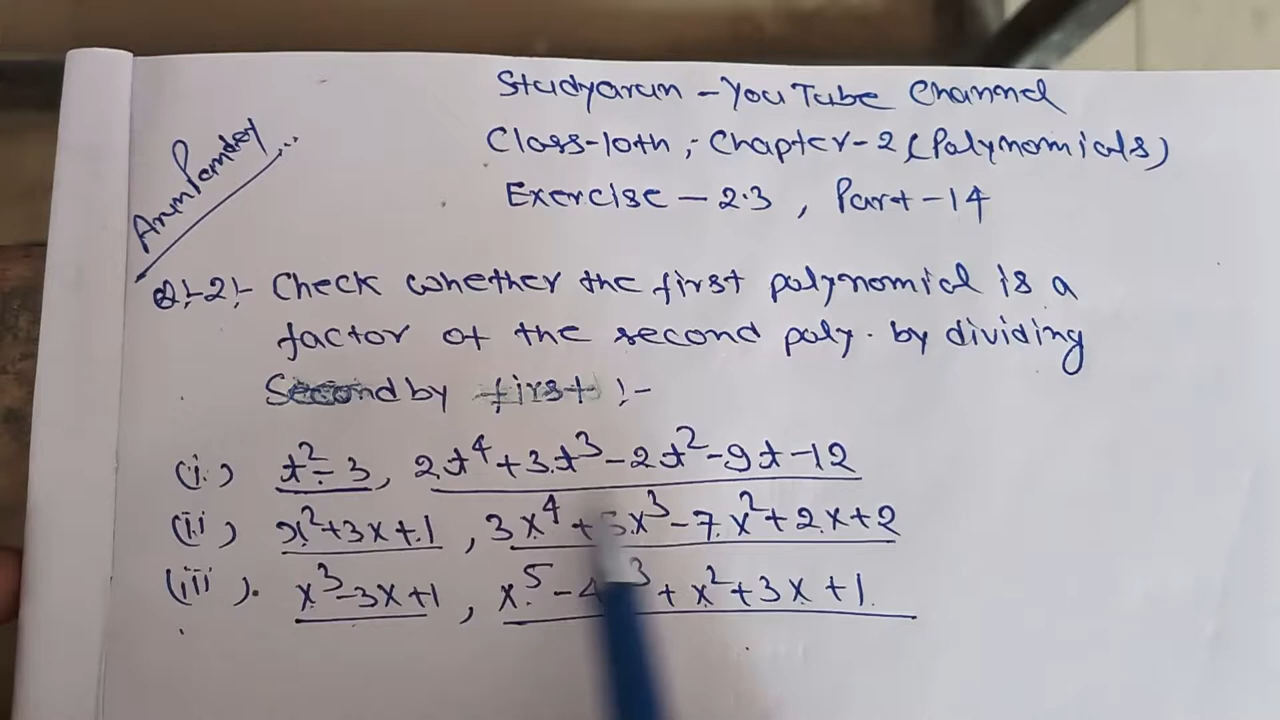 Studyarun - YouTube Channel
Class-10th ; Chapter-2 (Polynomials)
Arun Pandey...
Exercise - 2.3 , Part-14
Q!-2!- Check whether the first polynomial is a
factor of the second poly. by dividing
Second by first :-
(i.) t²-3, 2t⁴+3t³-2t²-9t-12
(ii) x²+3x+1, 3x⁴+5x³-7x²+2x+2
(iii). x³-3x+1, x⁵-4 ³+x²+3x+1.